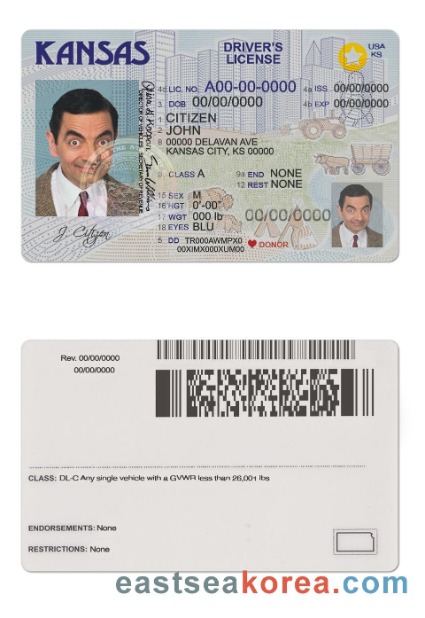 KANSAS
DRIVER'S
LICENSE
USA
KS
4d LIC. NO. A00-00-0000
4a ISS 00/00/0000
3. DOB 00/00/0000
4b EXP 00/00/0000
1 CITIZEN
2 JOHN
8 00000 DELAVAN AVE
KANSAS CITY, KS 00000
9. CLASS A
9a END NONE
12 REST NONE
15 SEX M
16 HGT 0'-00"
17 WGT 000 lb
00/00/0000
18 EYES BLU
5 DD TR000AWMPX0
00XIMX000XUM00
DONOR
J. Citizen
Rev. 00/00/0000
00/00/0000
CLASS: DL-C Any single vehicle with a GVWR less than 26,001 lbs
ENDORSEMENTS: None
RESTRICTIONS: None
eastseakorea.com